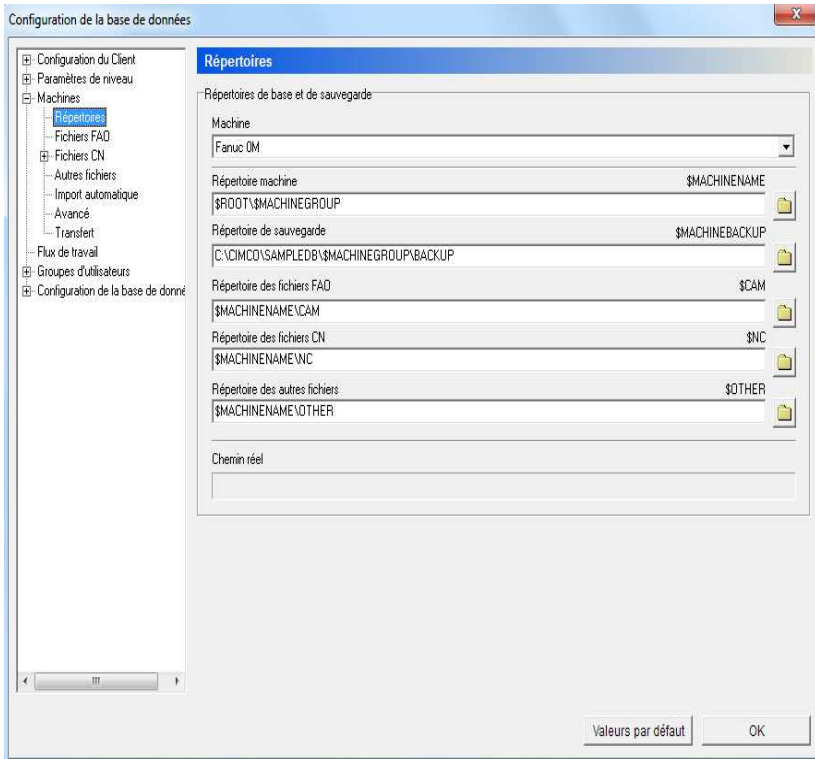 Configuration de la base de données
Configuration du Client
Paramètres de niveau
Machines
Répertoires
Fichiers FAO
Fichiers CN
Autres fichiers
Import automatique
Avancé
Transfert
Flux de travail
Groupes d'utilisateurs
Configuration de la base de donné
Répertoires
Répertoires de base et de sauvegarde
Machine
Fanuc 0M
Répertoire machine $MACHINENAME
$ROOT\$MACHINEGROUP
Répertoire de sauvegarde $MACHINEBACKUP
C:\CIMCO\SAMPLEDB\$MACHINEGROUP\BACKUP
Répertoire des fichiers FAO $CAM
$MACHINENAME\CAM
Répertoire des fichiers CN $NC
$MACHINENAME\NC
Répertoire des autres fichiers $OTHER
$MACHINENAME\OTHER
Chemin réel
Valeurs par défaut OK